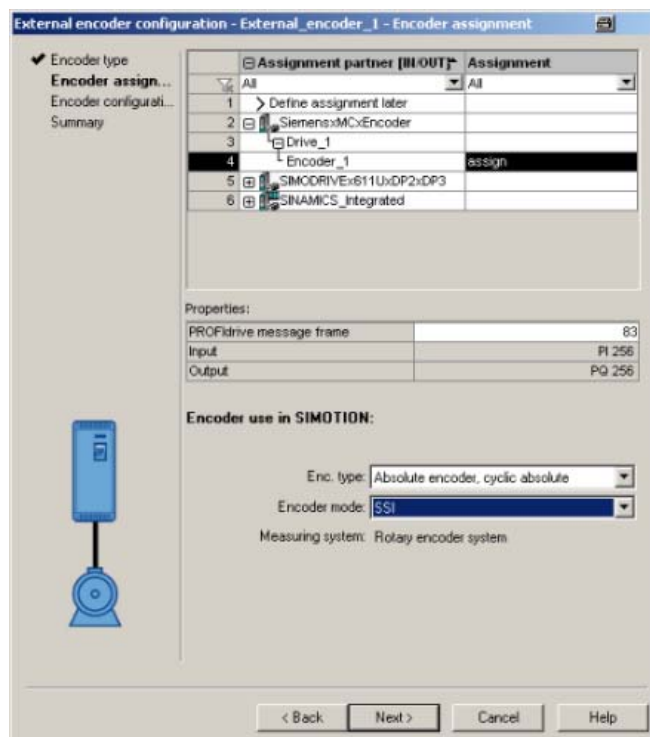 External encoder configuration - External_encoder_1 - Encoder assignment
Encoder type
Encoder assign...
Encoder configurati...
Summary
Assignment partner [IN/OUT] Assignment
All All
1 Define assignment later
2 SiemensxMCxEncoder
3 Drive_1
4 Encoder_1 assign
5 SIMODRIVEx611UxDP2xDP3
6 SINAMICS_Integrated
Properties:
PROFIdrive message frame 83
Input PI 256
Output PQ 256
Encoder use in SIMOTION:
Enc. type: Absolute encoder, cyclic absolute
Encoder mode: SSI
Measuring system: Rotary encoder system
< Back Next > Cancel Help